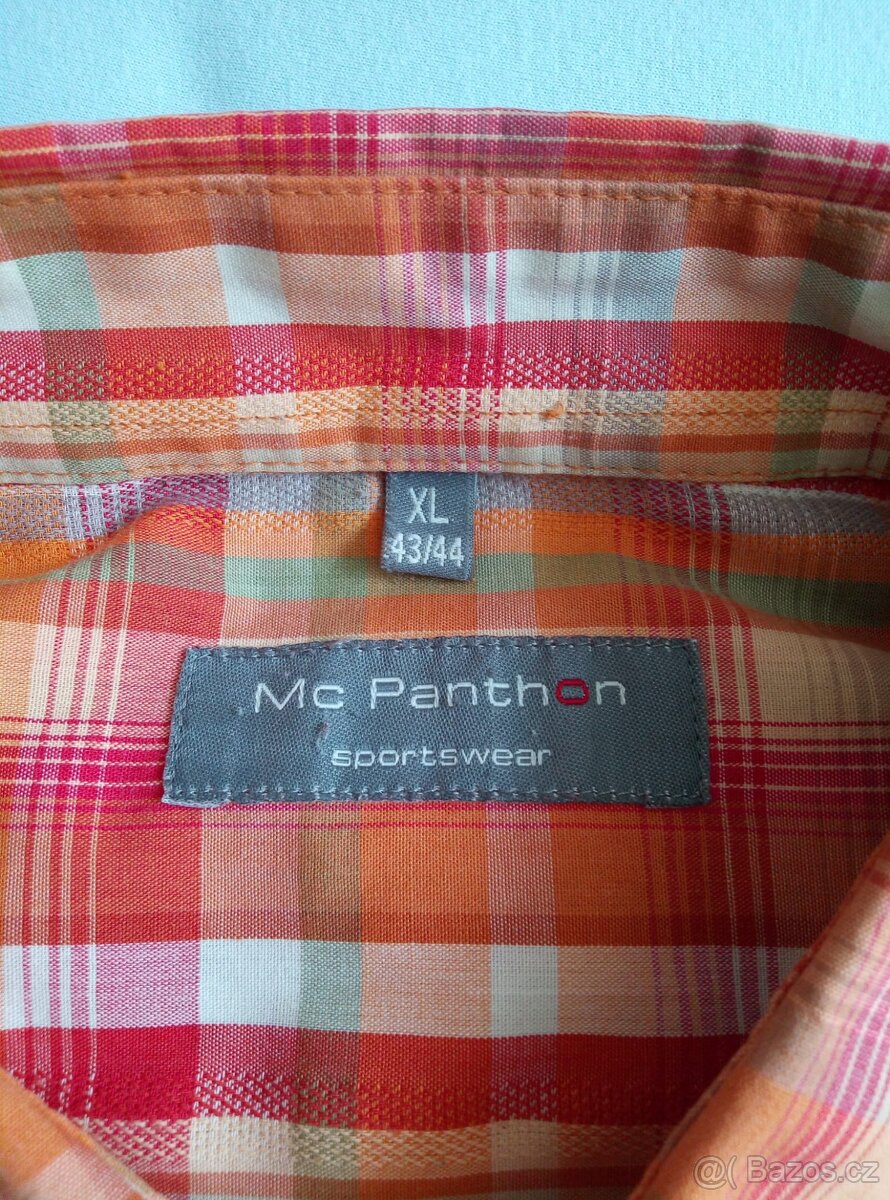 XL
43/44
Mc Panthon
sportswear
@( Bazos.cz